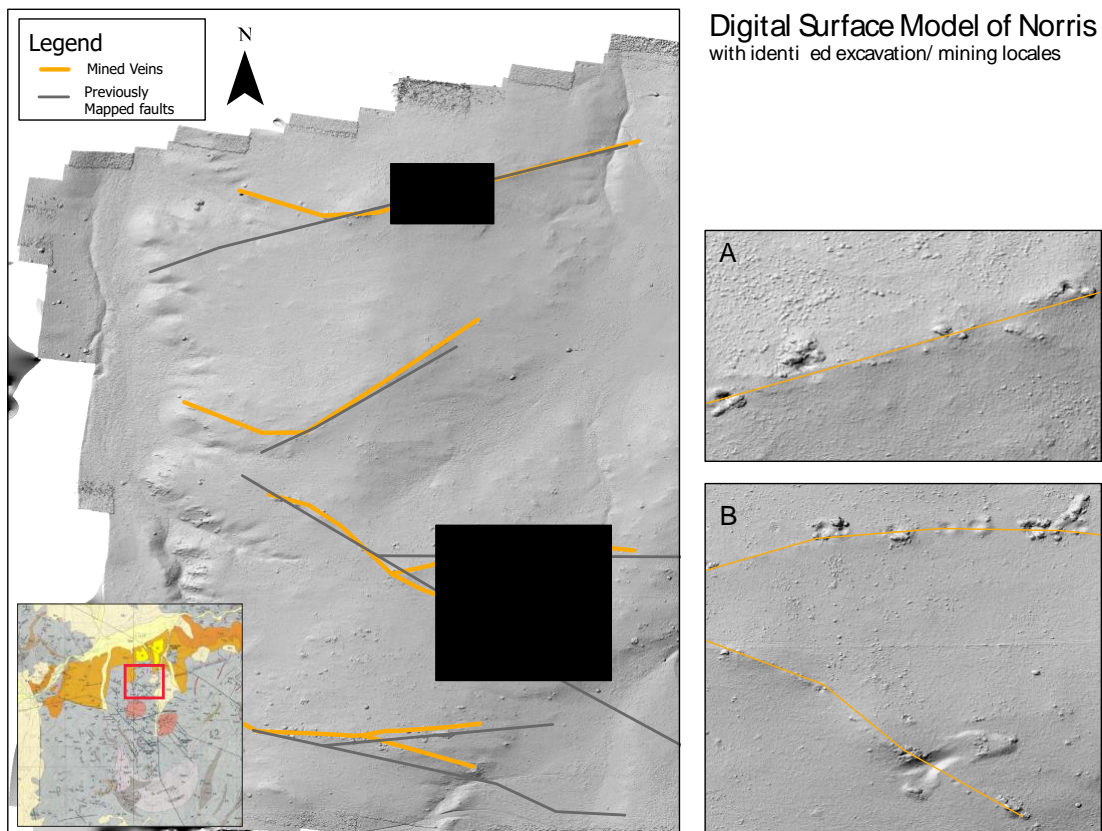 Legend
Mined Veins
Previously
Mapped faults
N
Digital Surface Model of Norris
with identi ed excavation/ mining locales
A
B